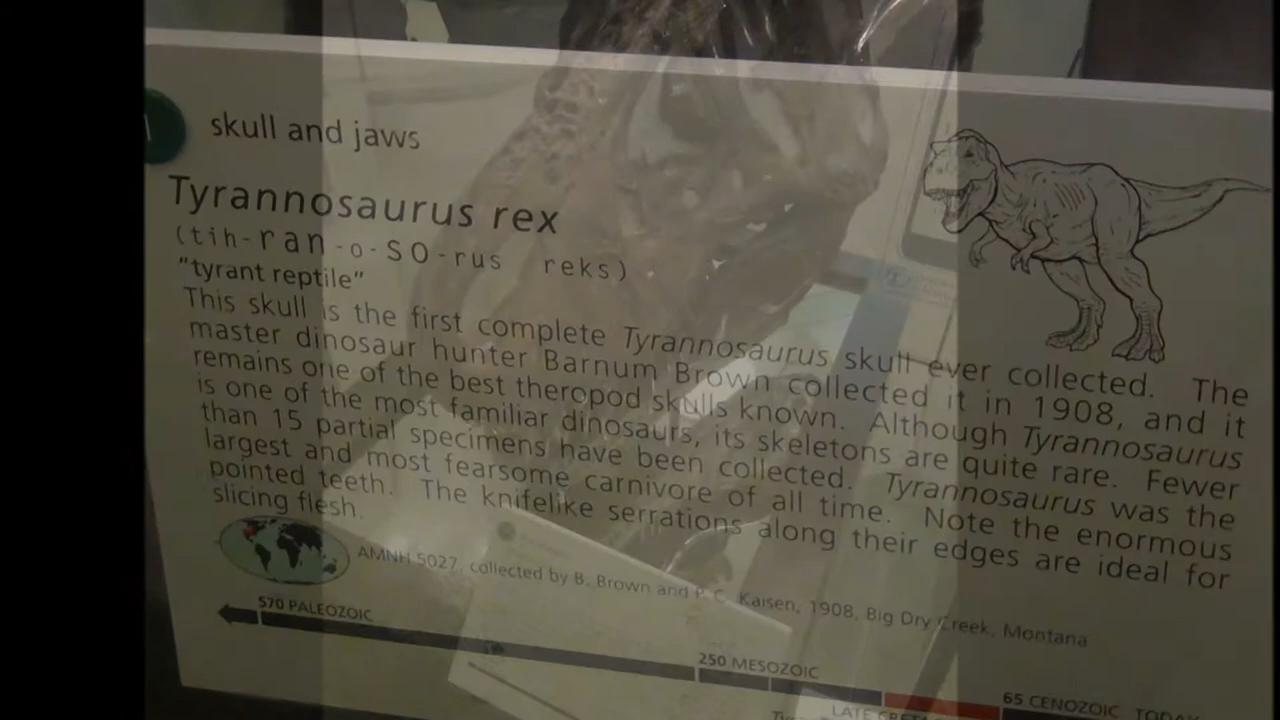 skull and jaws
Tyrannosaurus rex
(tih-ran-o-SO-rus reks)
"tyrant reptile"
This skull is the first complete Tyrannosaurus skull ever collected. The
master dinosaur hunter Barnum Brown collected it in 1908, and it
remains one of the best theropod skulls known. Although Tyrannosaurus
is one of the most familiar dinosaurs, its skeletons are quite rare. Fewer
than 15 partial specimens have been collected. Tyrannosaurus was the
largest and most fearsome carnivore of all time. Note the enormous
pointed teeth. The knifelike serrations along their edges are ideal for
slicing flesh.
AMNH 5027, collected by B. Brown and P. C. Kaisen, 1908, Big Dry Creek, Montana
570 PALEOZOIC
250 MESOZOIC
65 CENOZOIC TODAY
LATE